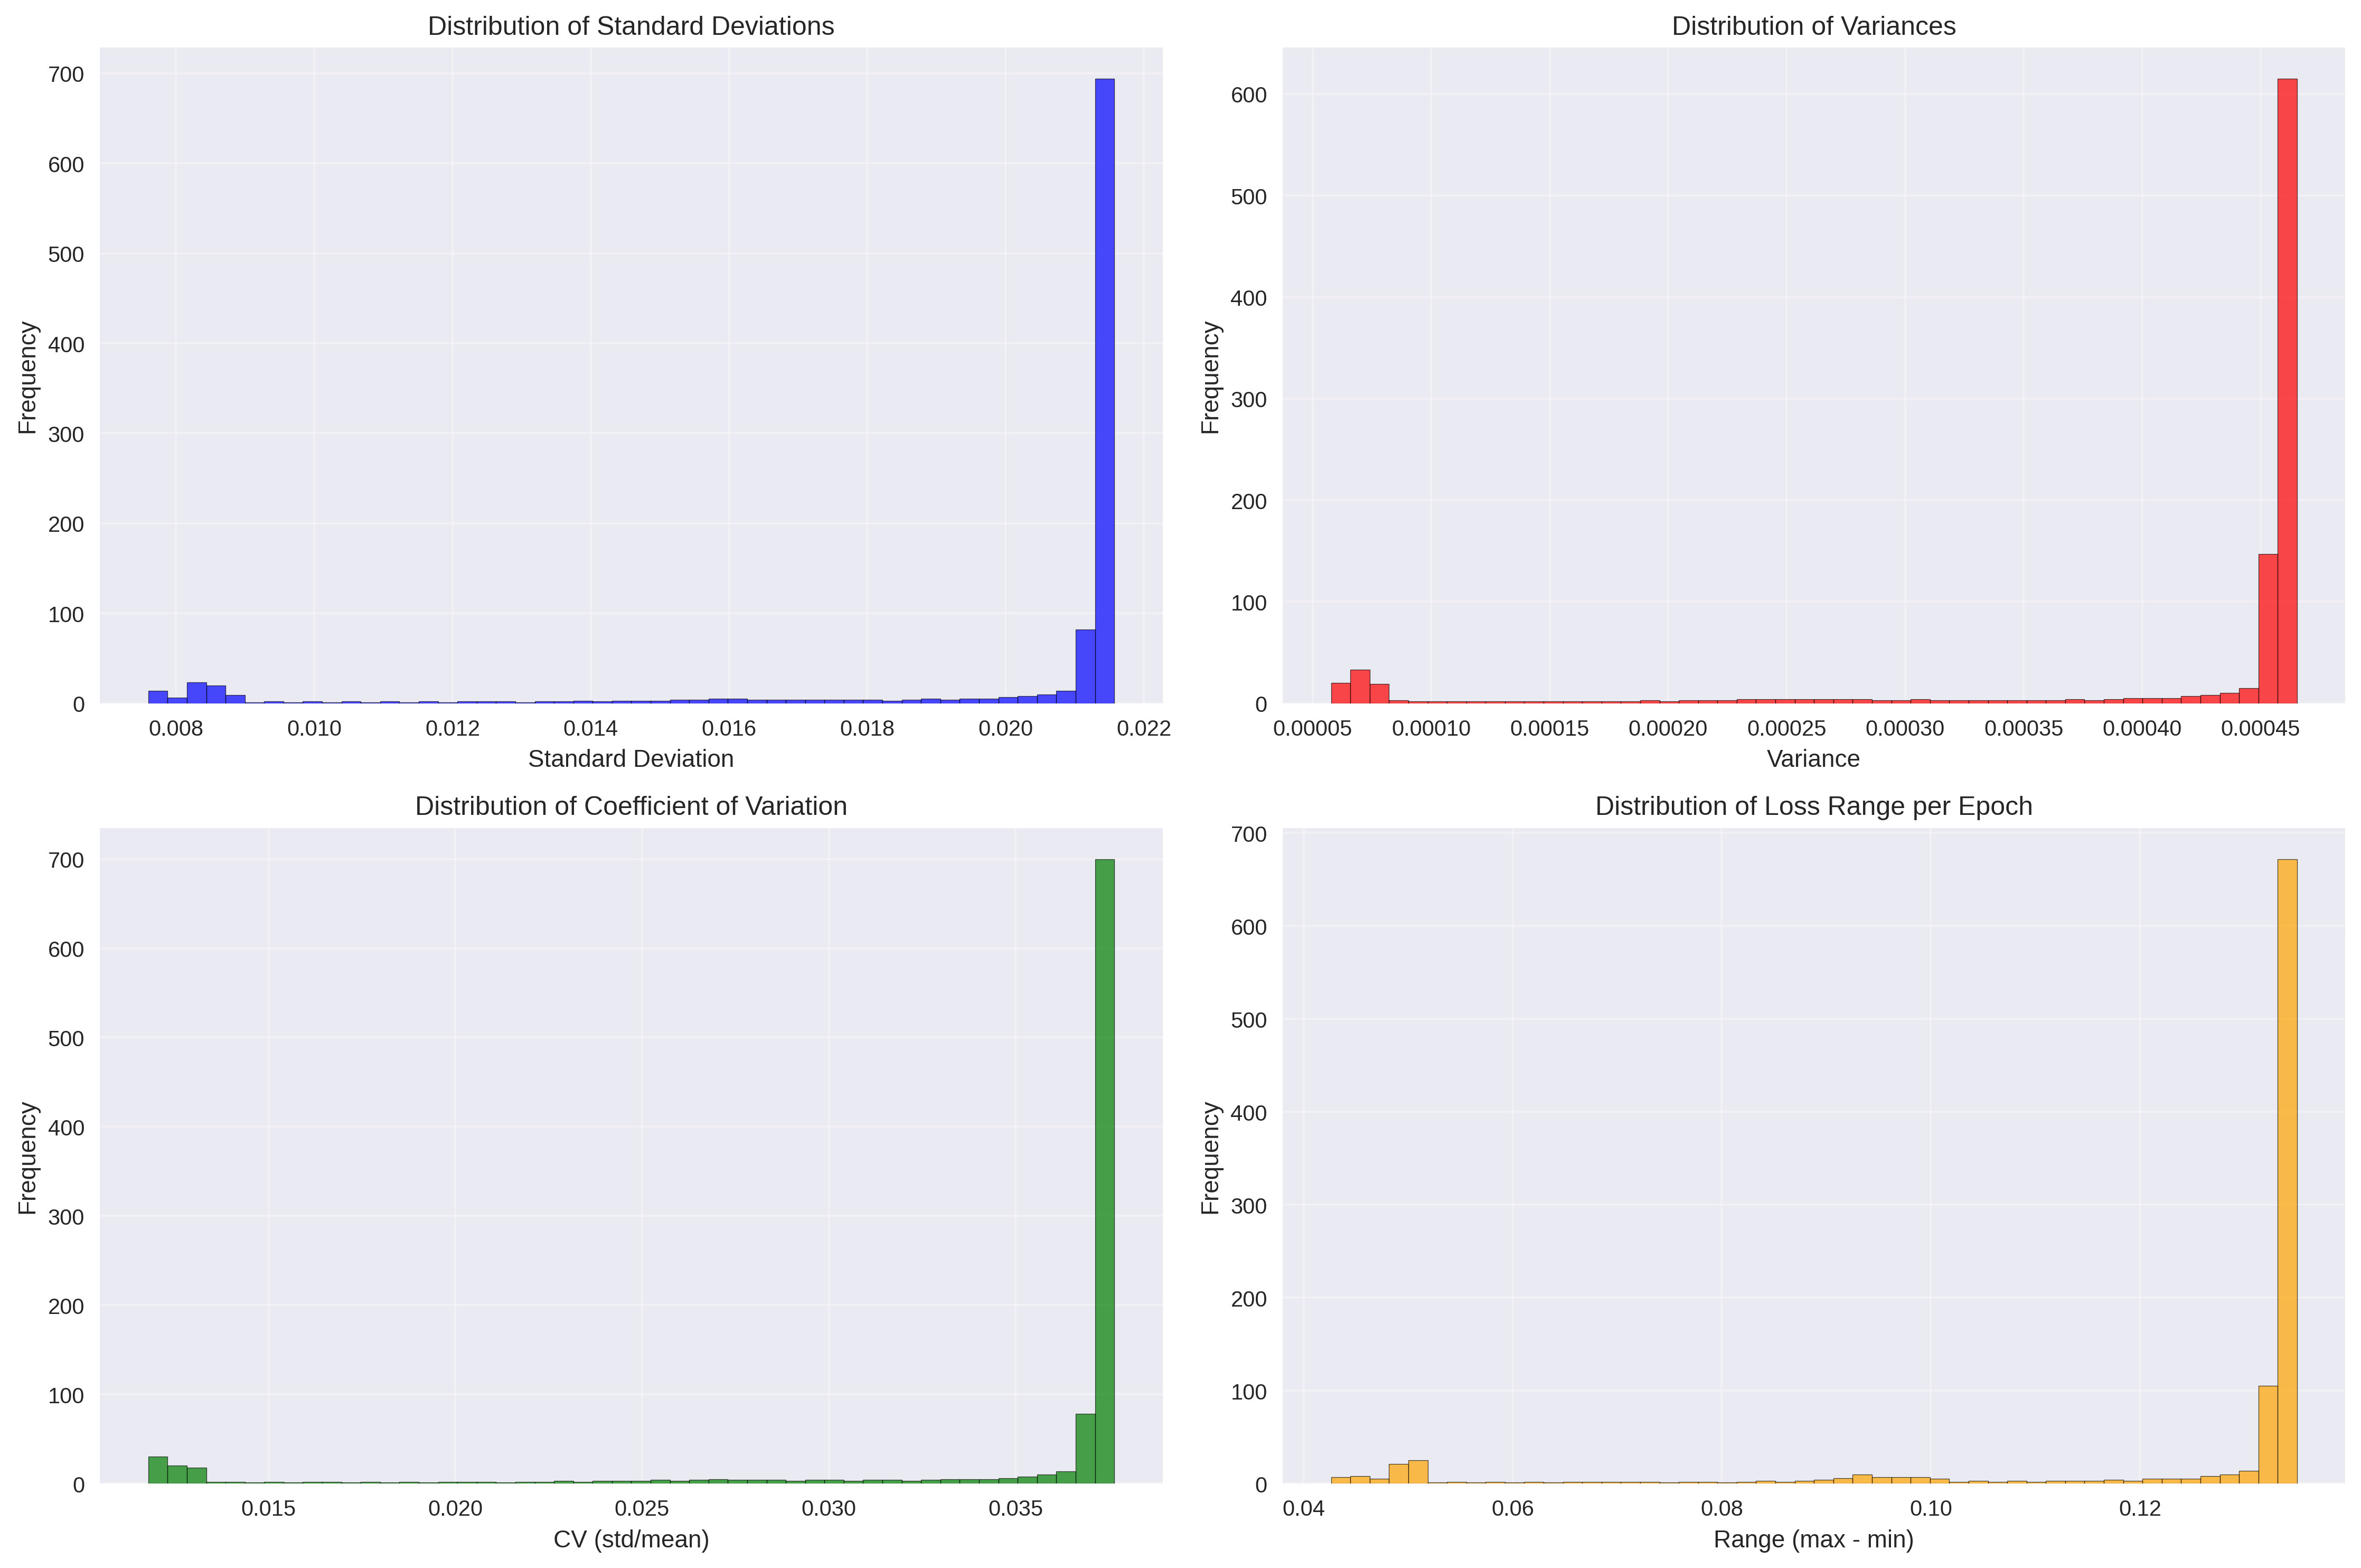 Distribution of Standard Deviations
700
600
500
400
300
200
100
0
Frequency
0.008 0.010 0.012 0.014 0.016 0.018 0.020 0.022
Standard Deviation
Distribution of Variances
600
500
400
300
200
100
0
Frequency
0.00005 0.00010 0.00015 0.00020 0.00025 0.00030 0.00035 0.00040 0.00045
Variance
Distribution of Coefficient of Variation
700
600
500
400
300
200
100
0
Frequency
0.015 0.020 0.025 0.030 0.035
CV (std/mean)
Distribution of Loss Range per Epoch
700
600
500
400
300
200
100
0
Frequency
0.04 0.06 0.08 0.10 0.12
Range (max - min)